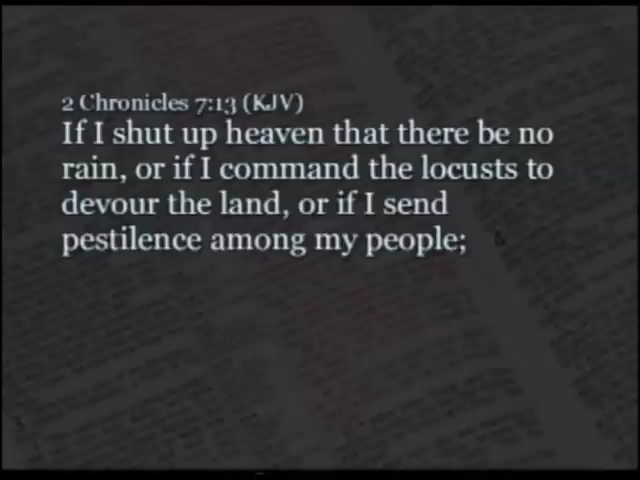 2 Chronicles 7:13 (KJV)
If I shut up heaven that there be no
rain, or if I command the locusts to
devour the land, or if I send
pestilence among my people;